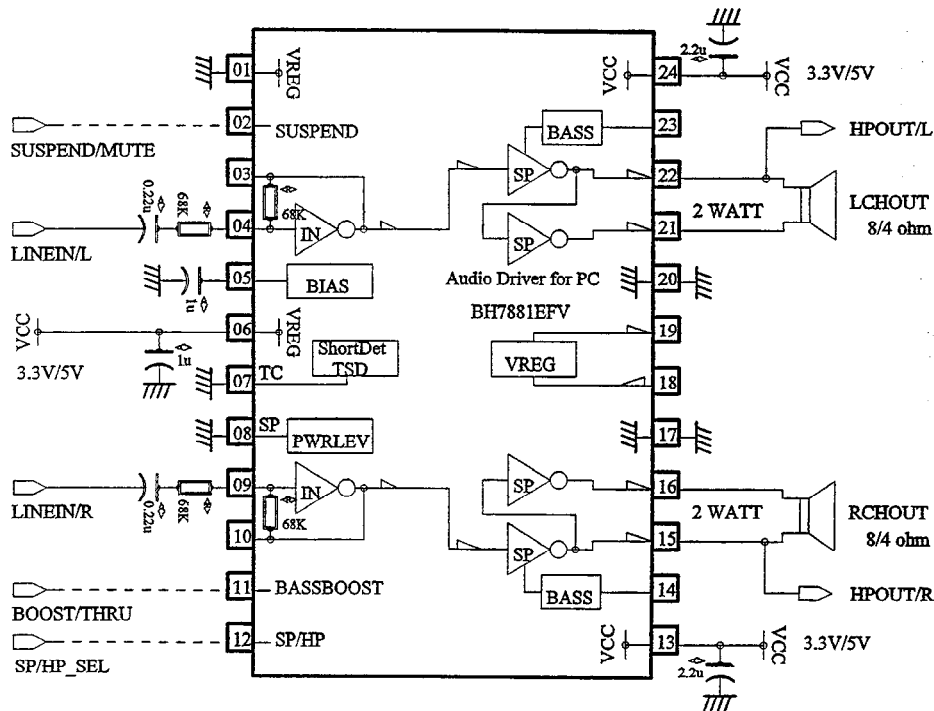 01
VREG
SUSPEND/MUTE
02
SUSPEND
03
0.22u
68K
68K
LINEIN/L
04
IN
05
1u
BIAS
VCC
3.3V/5V
06
VREG
1u
07
TC
ShortDet
TSD
08
SP
PWRLEV
LINEIN/R
0.22u
68K
09
IN
68K
10
BOOST/THRU
11
BASSBOOST
SP/HP_SEL
12
SP/HP
Audio Driver for PC
BH7881EFV
VCC
24
2.2u
VCC
3.3V/5V
BASS
23
HPOUT/L
SP
22
2 WATT
LCHOUT
8/4 ohm
SP
21
20
19
VREG
18
17
SP
16
2 WATT
RCHOUT
8/4 ohm
SP
15
BASS
14
HPOUT/R
VCC
13
2.2u
VCC
3.3V/5V